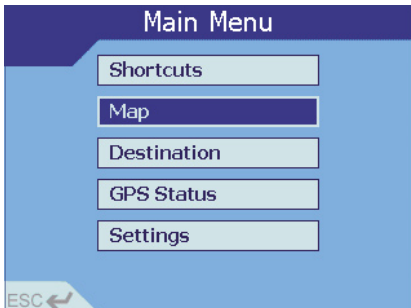 Main Menu
Shortcuts
Map
Destination
GPS Status
Settings
ESC